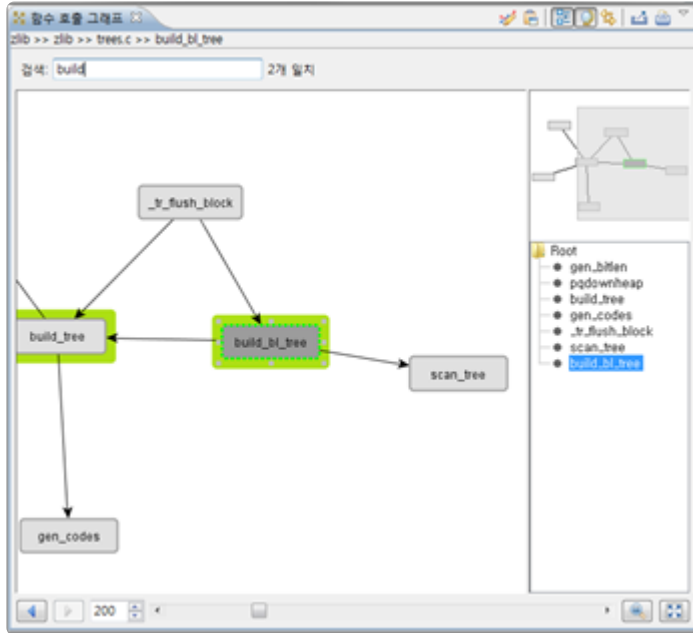 함수 호출 그래프
zlib >> zlib >> trees.c >> build_bl_tree
검색: build 2개 일치
_tr_flush_block
build_tree
build_bl_tree
scan_tree
gen_codes
Root
gen_bitlen
pqdownheap
build_tree
gen_codes
_tr_flush_block
scan_tree
build_bl_tree
200